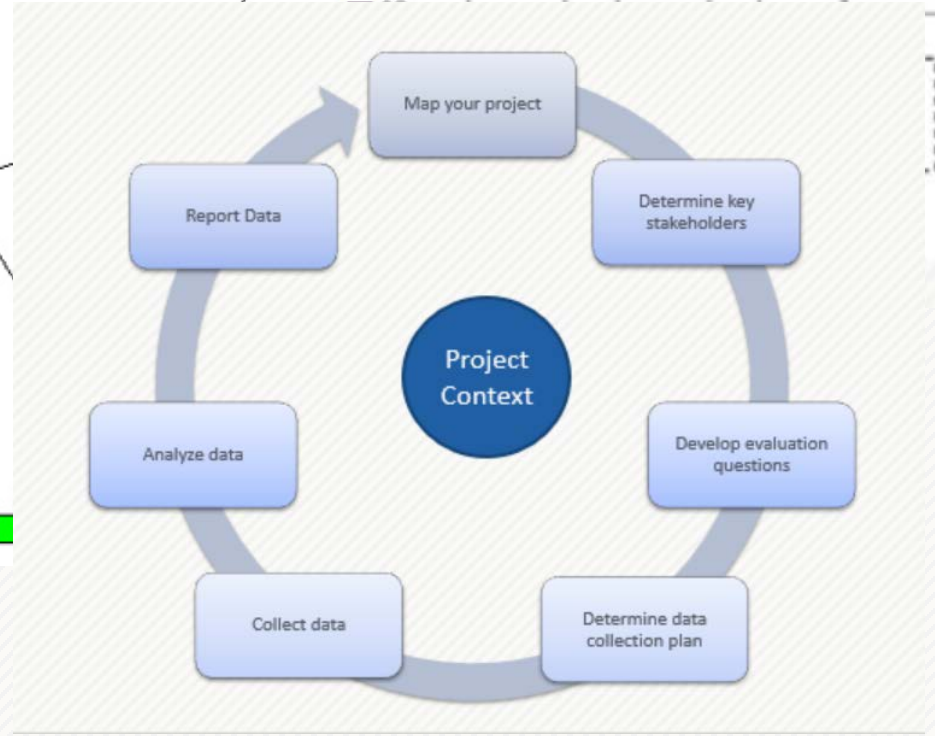 Map your project
Determine key
stakeholders
Develop evaluation
questions
Determine data
collection plan
Collect data
Analyze data
Report Data
Project
Context